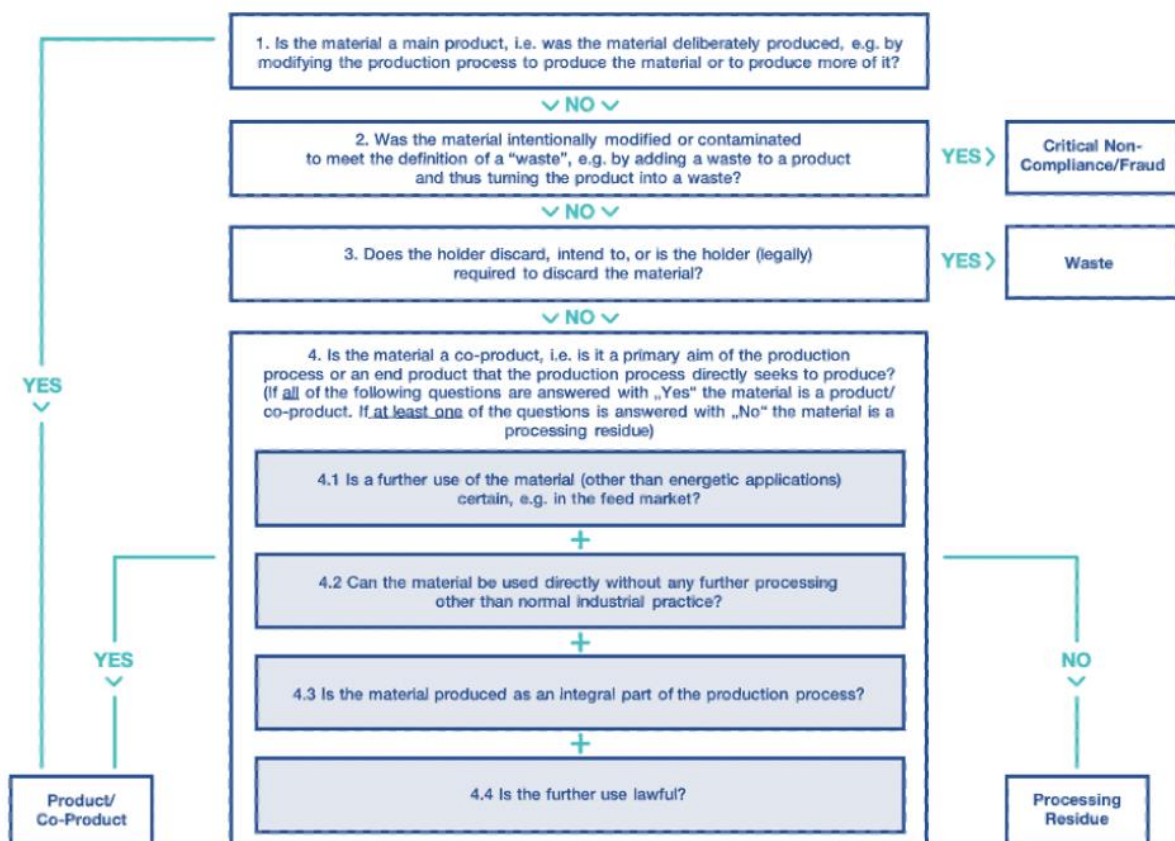 1. Is the material a main product, i.e. was the material deliberately produced, e.g. by
modifying the production process to produce the material or to produce more of it?
NO
2. Was the material intentionally modified or contaminated
to meet the definition of a “waste”, e.g. by adding a waste to a product
and thus turning the product into a waste?
YES
Critical Non-
Compliance/Fraud
NO
3. Does the holder discard, intend to, or is the holder (legally)
required to discard the material?
YES
Waste
NO
4. Is the material a co-product, i.e. is it a primary aim of the production
process or an end product that the production process directly seeks to produce?
(If all of the following questions are answered with „Yes“ the material is a product/
co-product. If at least one of the questions is answered with „No“ the material is a
processing residue)
YES
4.1 Is a further use of the material (other than energetic applications)
certain, e.g. in the feed market?
+
4.2 Can the material be used directly without any further processing
other than normal industrial practice?
+
YES
NO
4.3 Is the material produced as an integral part of the production process?
+
4.4 Is the further use lawful?
Product/
Co-Product
Processing
Residue